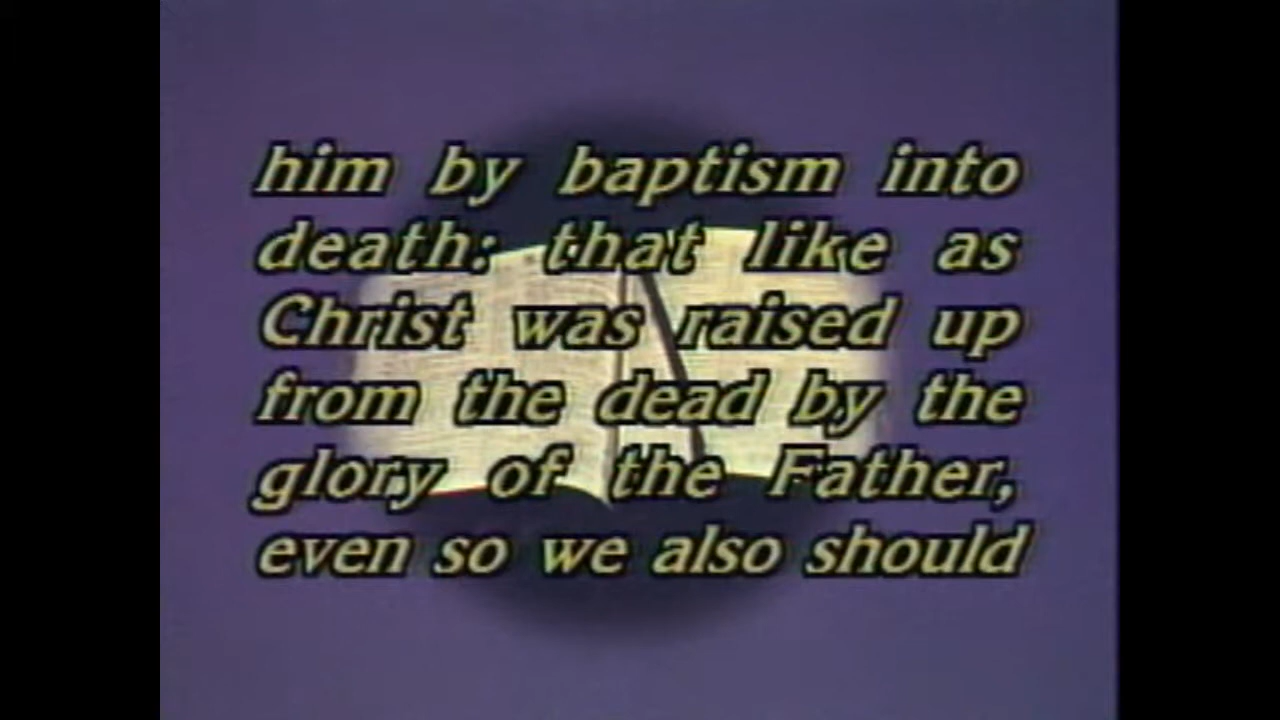 him by baptism into
death: that like as
Christ was raised up
from the dead by the
glory of the Father,
even so we also should